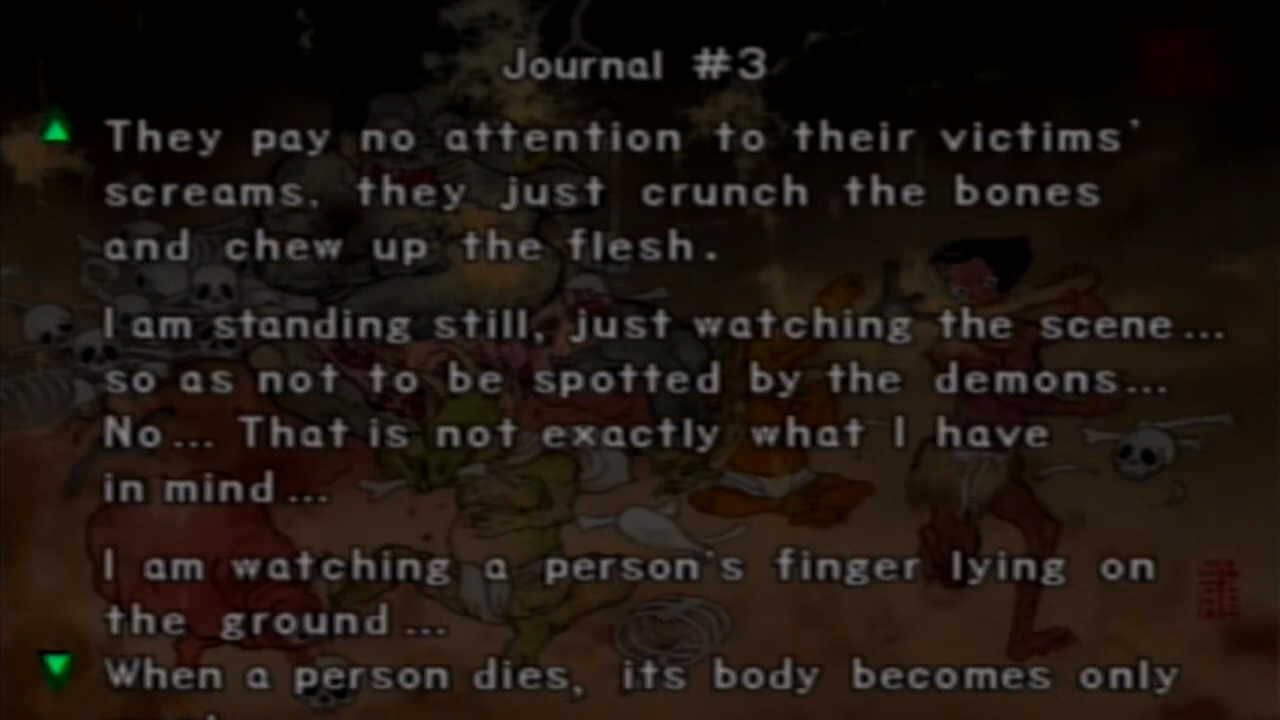 Journal #3
They pay no attention to their victims'
screams, they just crunch the bones
and chew up the flesh.
I am standing still, just watching the scene...
so as not to be spotted by the demons...
No... That is not exactly what I have
in mind...
I am watching a person's finger lying on
the ground...
When a person dies, its body becomes only